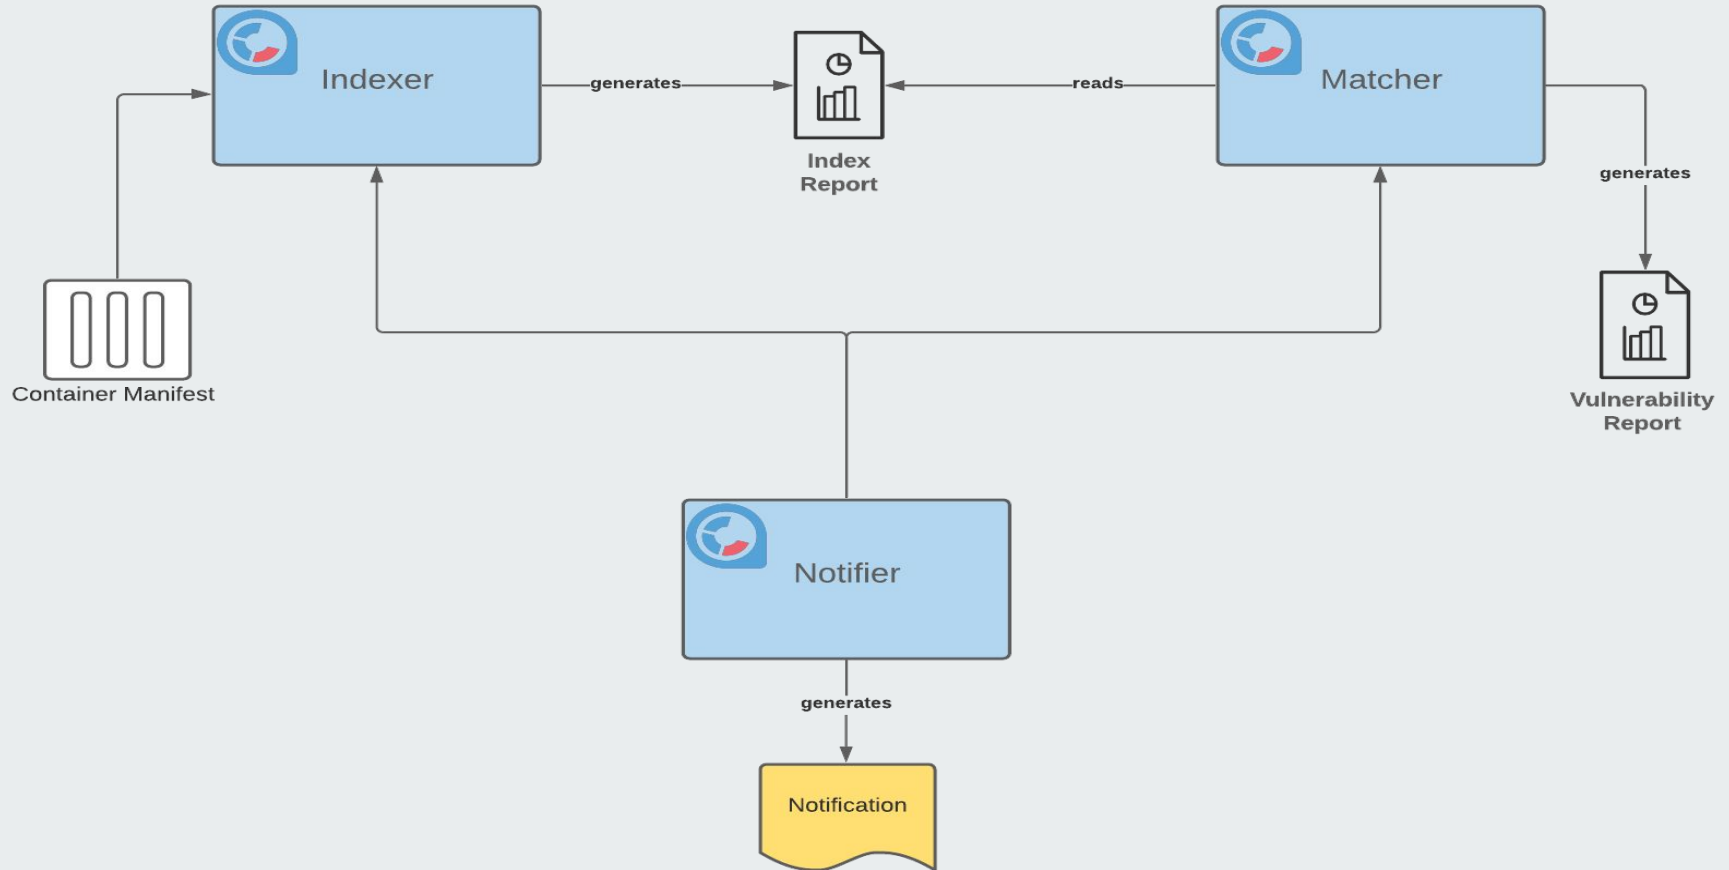 Indexer
generates
Index
Report
reads
Matcher
generates
Container Manifest
Vulnerability
Report
Notifier
generates
Notification